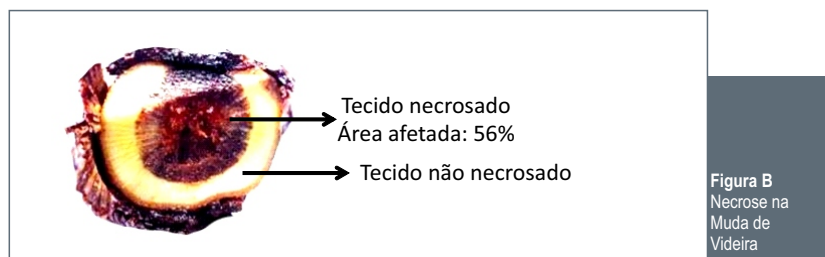 Tecido necrosado
Área afetada: 56%
Tecido não necrosado
Figura B
Necrose na
Muda de
Videira